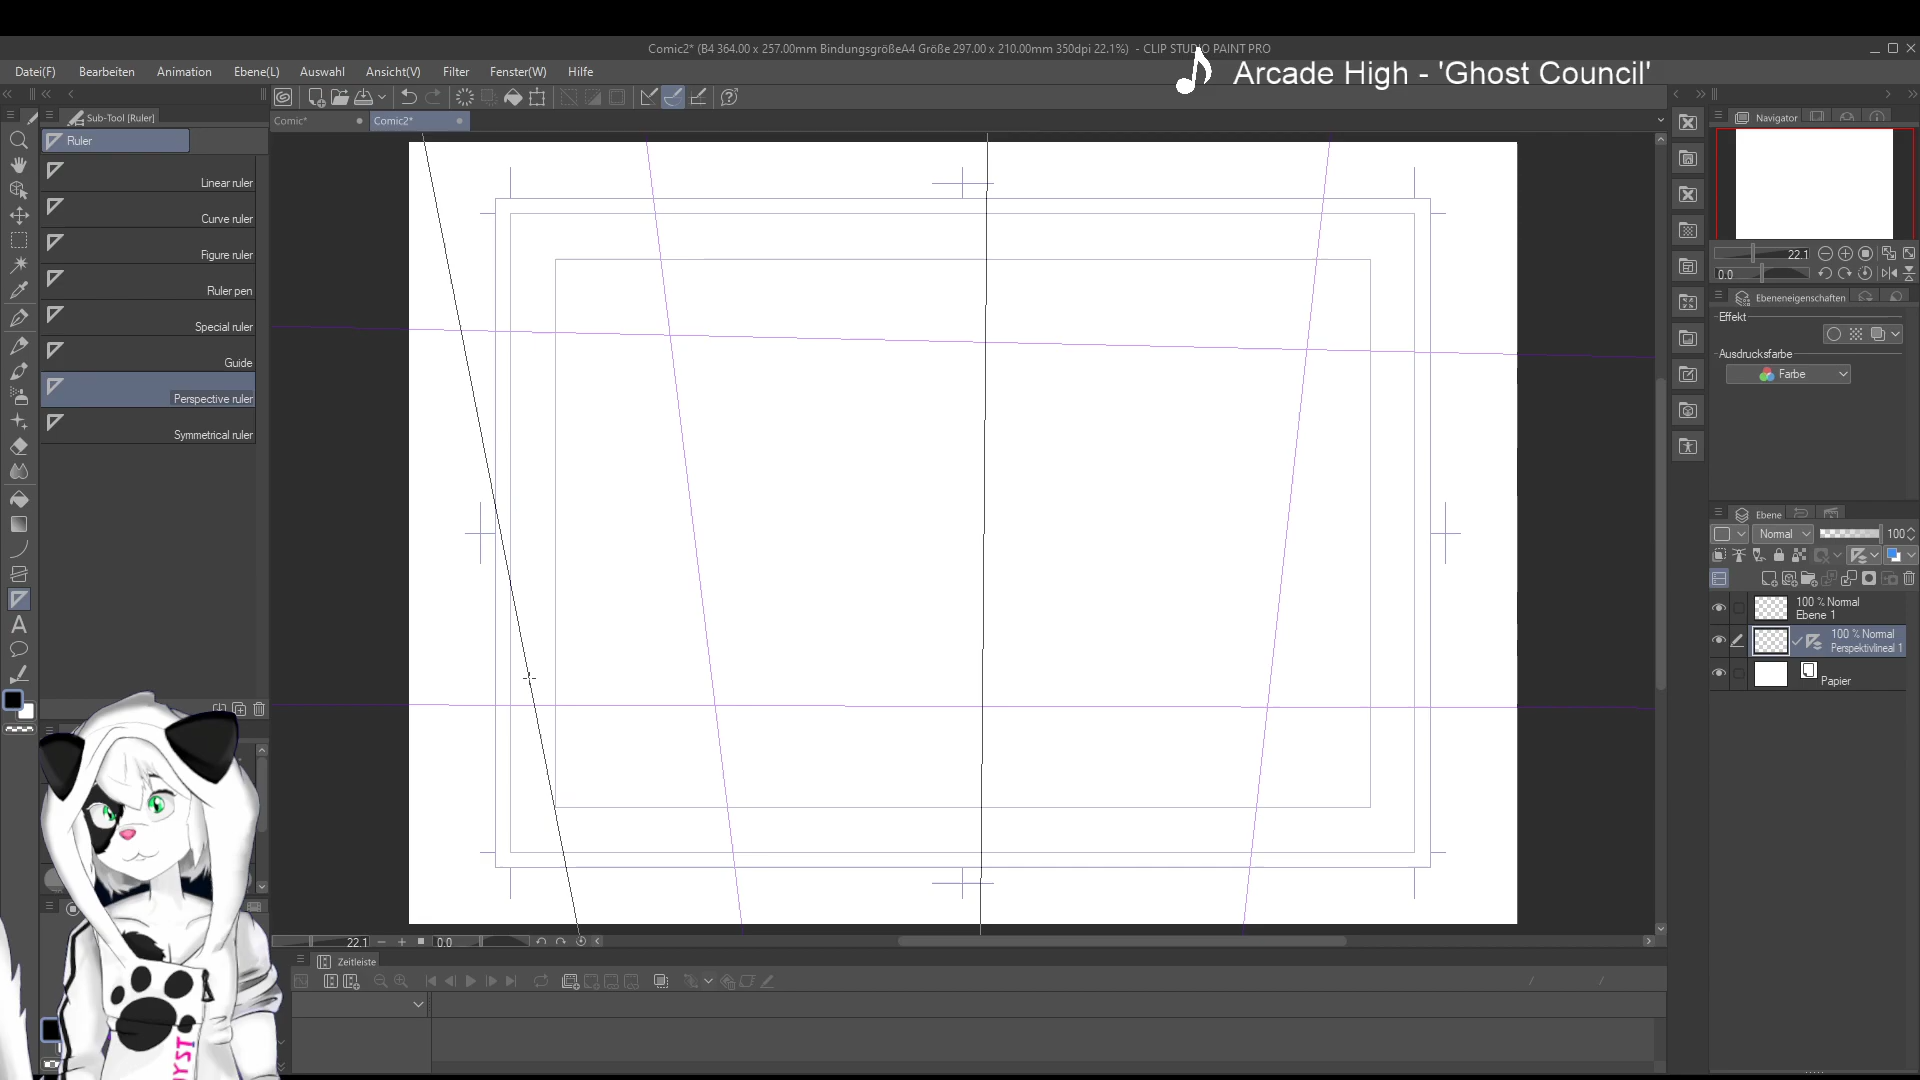 Comic2* (B4 364.00 x 257.00mm BindungsgrößeA4 Größe 297.00 x 210.00mm 350dpi 22.1%) - CLIP STUDIO PAINT PRO
Datei(F) Bearbeiten Animation Ebene(L) Auswahl Ansicht(V) Filter Fenster(W) Hilfe
Arcade High - 'Ghost Council'
Sub-Tool [Ruler]
Comic* Comic2*
Navigator
Ruler
Linear ruler
Curve ruler
Figure ruler
Ruler pen
Special ruler
Guide
Perspective ruler
Symmetrical ruler
22.1
0.0
Ebeneneigenschaften
Effekt
Ausdrucksfarbe
Farbe
Ebene
Normal 100
100 % Normal
Ebene 1
100 % Normal
Perspektivlineal 1
Papier
22.1 0.0
Zeitleiste